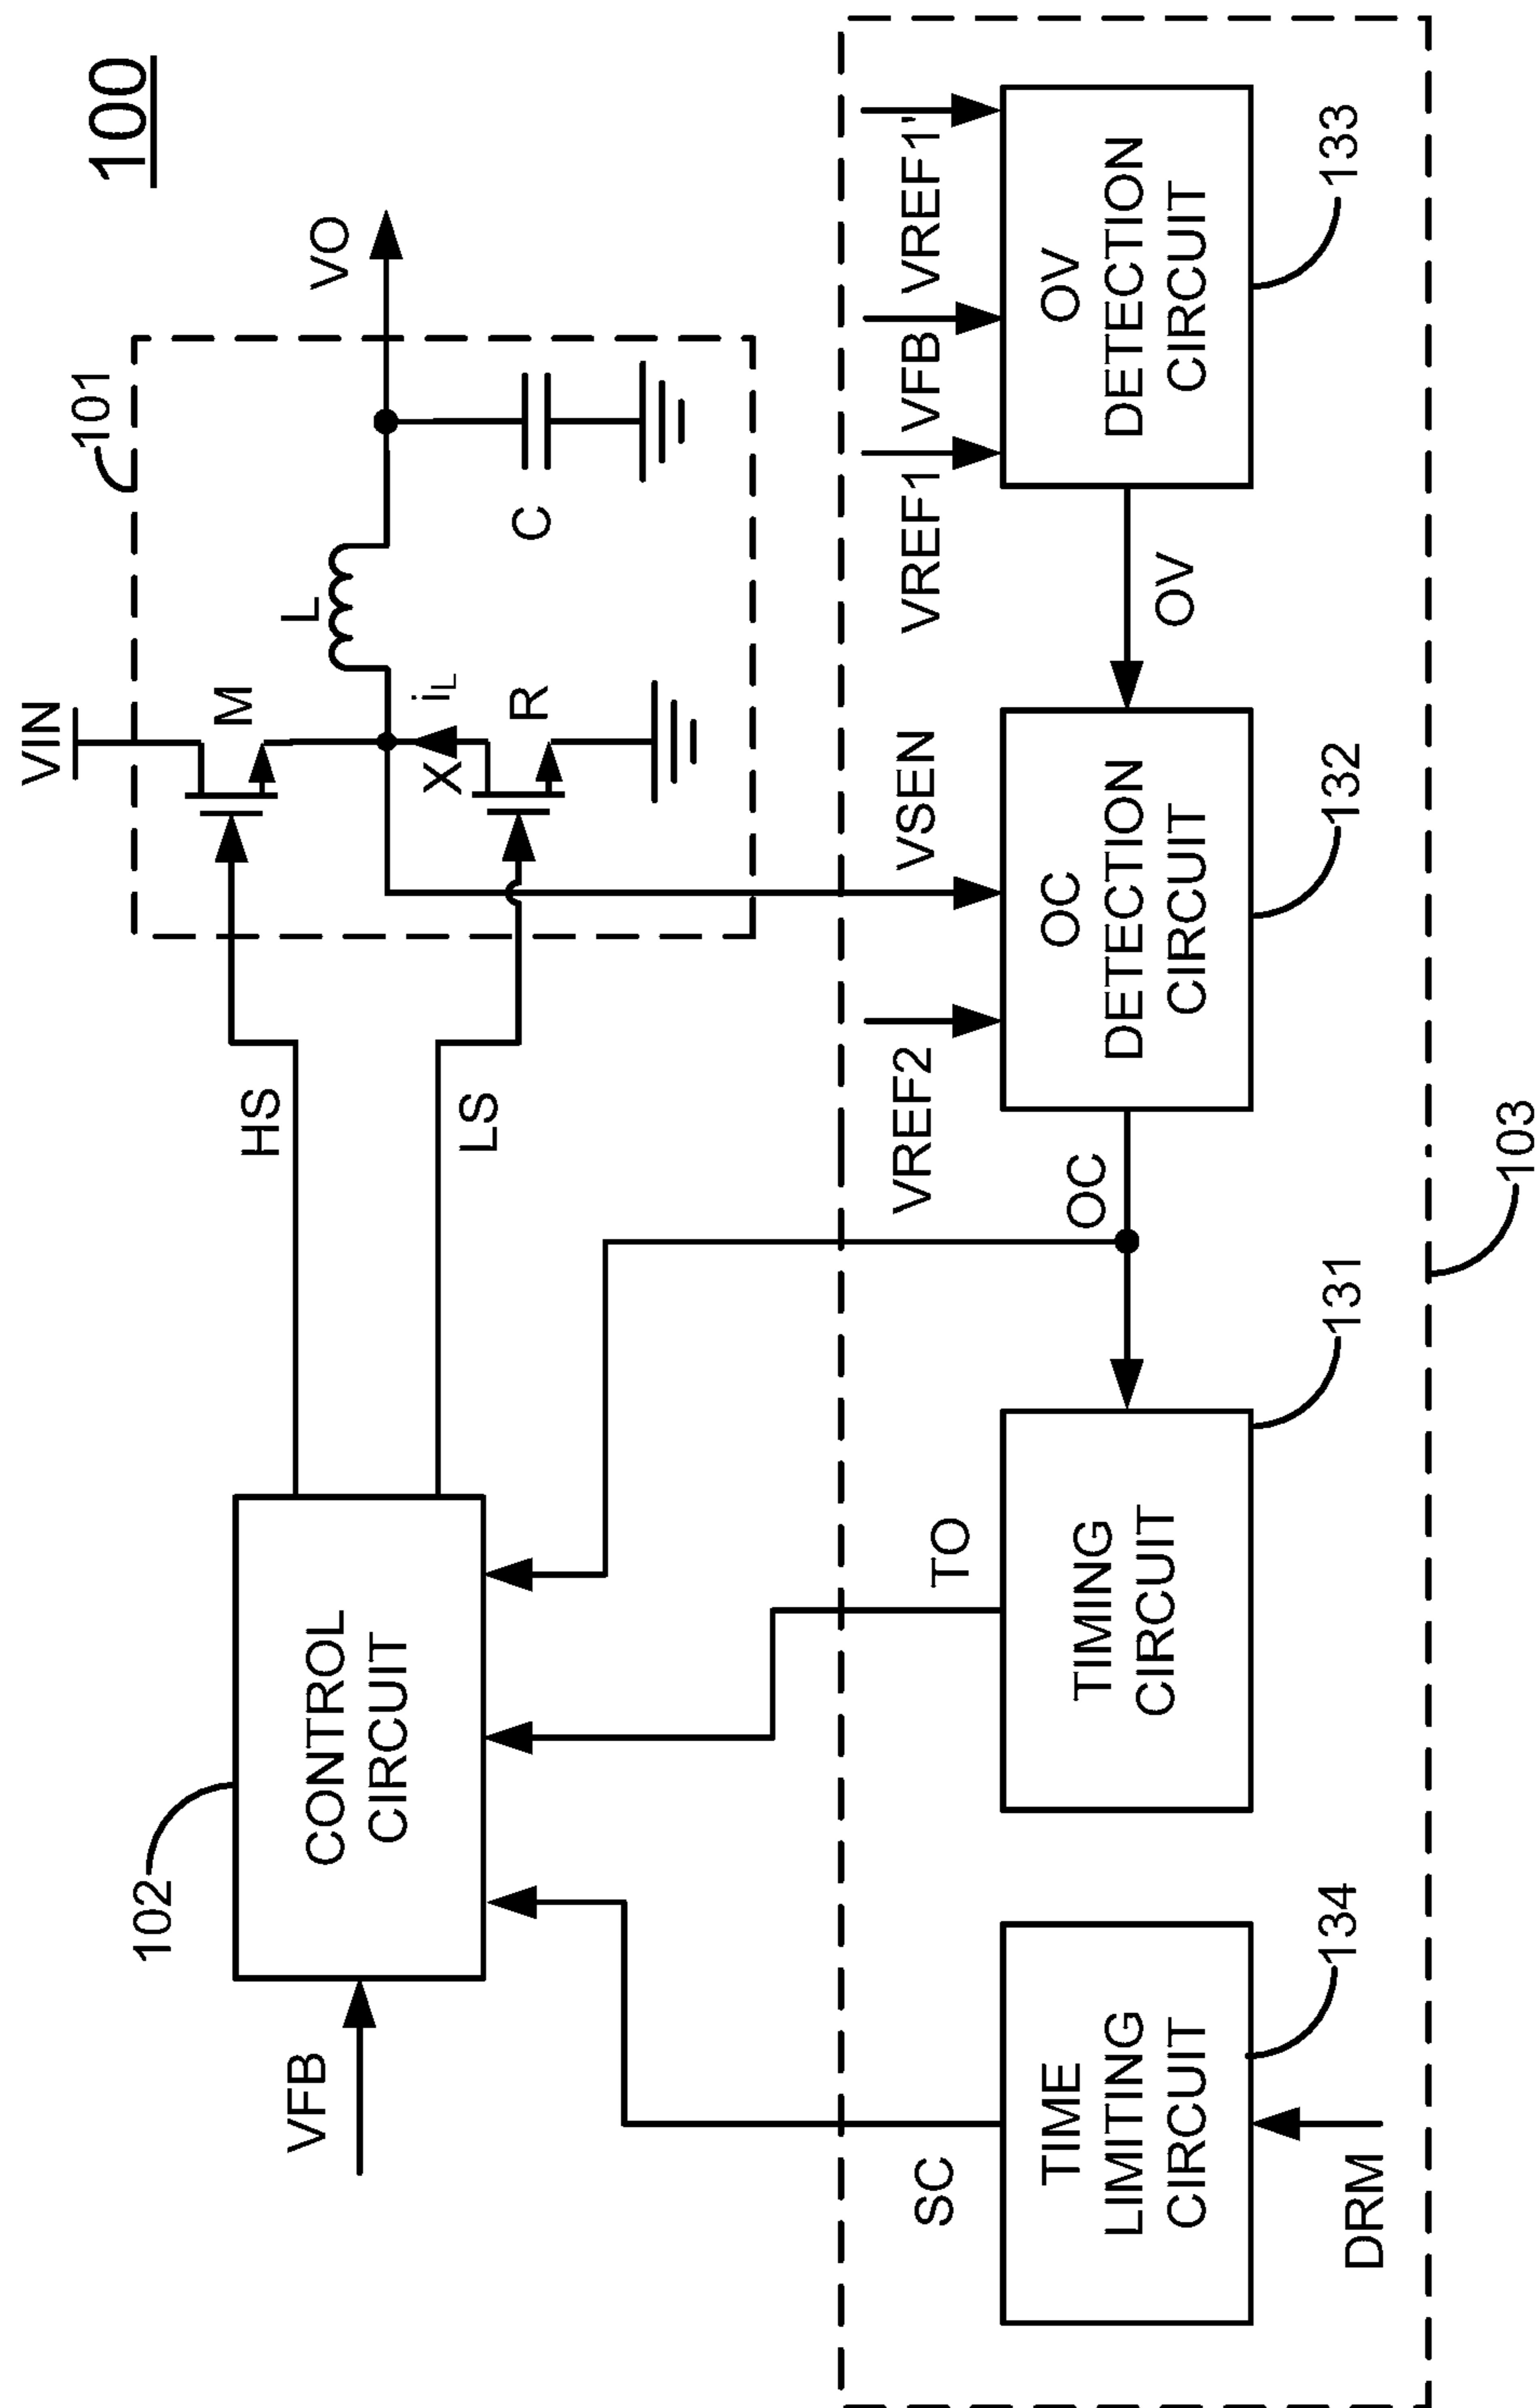 100
101
VIN
M
L
VO
X
iL
R
C
HS
LS
102
CONTROL
CIRCUIT
VFB
SC
TO
OC
VREF2
VSEN
VREF1
VFB
VREF1'
TIME
LIMITING
CIRCUIT
TIMING
CIRCUIT
OC
DETECTION
CIRCUIT
OV
OV
DETECTION
CIRCUIT
DRM
134
131
132
133
103